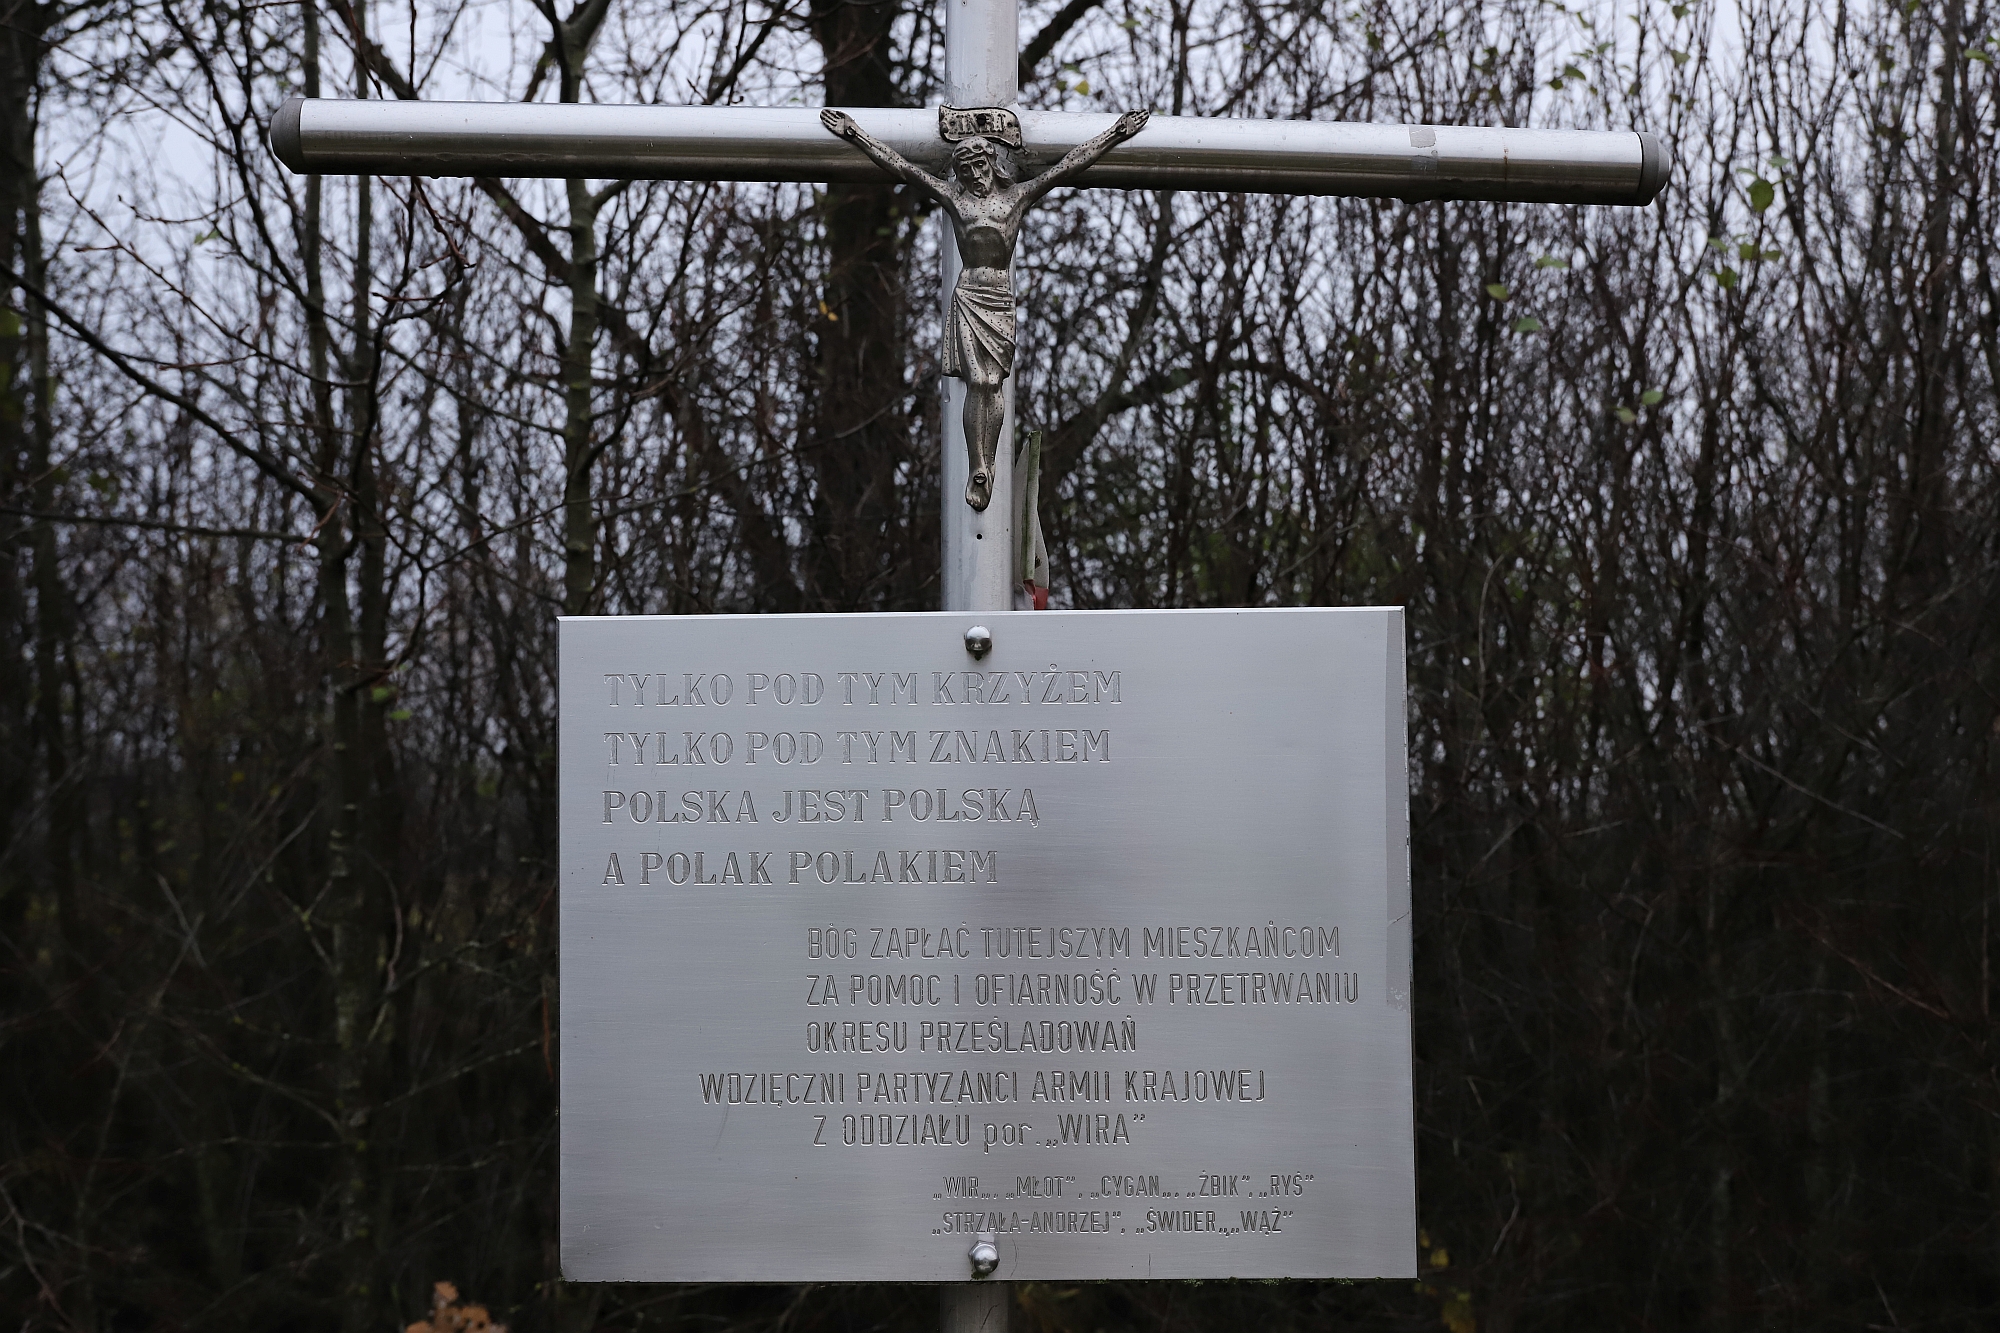 INRI
TYLKO POD TYM KRZYŻEM
TYLKO POD TYM ZNAKIEM
POLSKA JEST POLSKĄ
A POLAK POLAKIEM
BÓG ZAPŁAĆ TUTEJSZYM MIESZKAŃCOM
ZA POMOC I OFIARNOŚĆ W PRZETRWANIU
OKRESU PRZEŚLADOWAŃ
WDZIĘCZNI PARTYZANCI ARMII KRAJOWEJ
Z ODDZIAŁU por. „WIRA”
„WIR„, „MŁOT”, „CYGAN„, „ŻBIK”, „RYŚ”
„STRZAŁA-ANDRZEJ”, „ŚWIDER„, „WĄŻ”